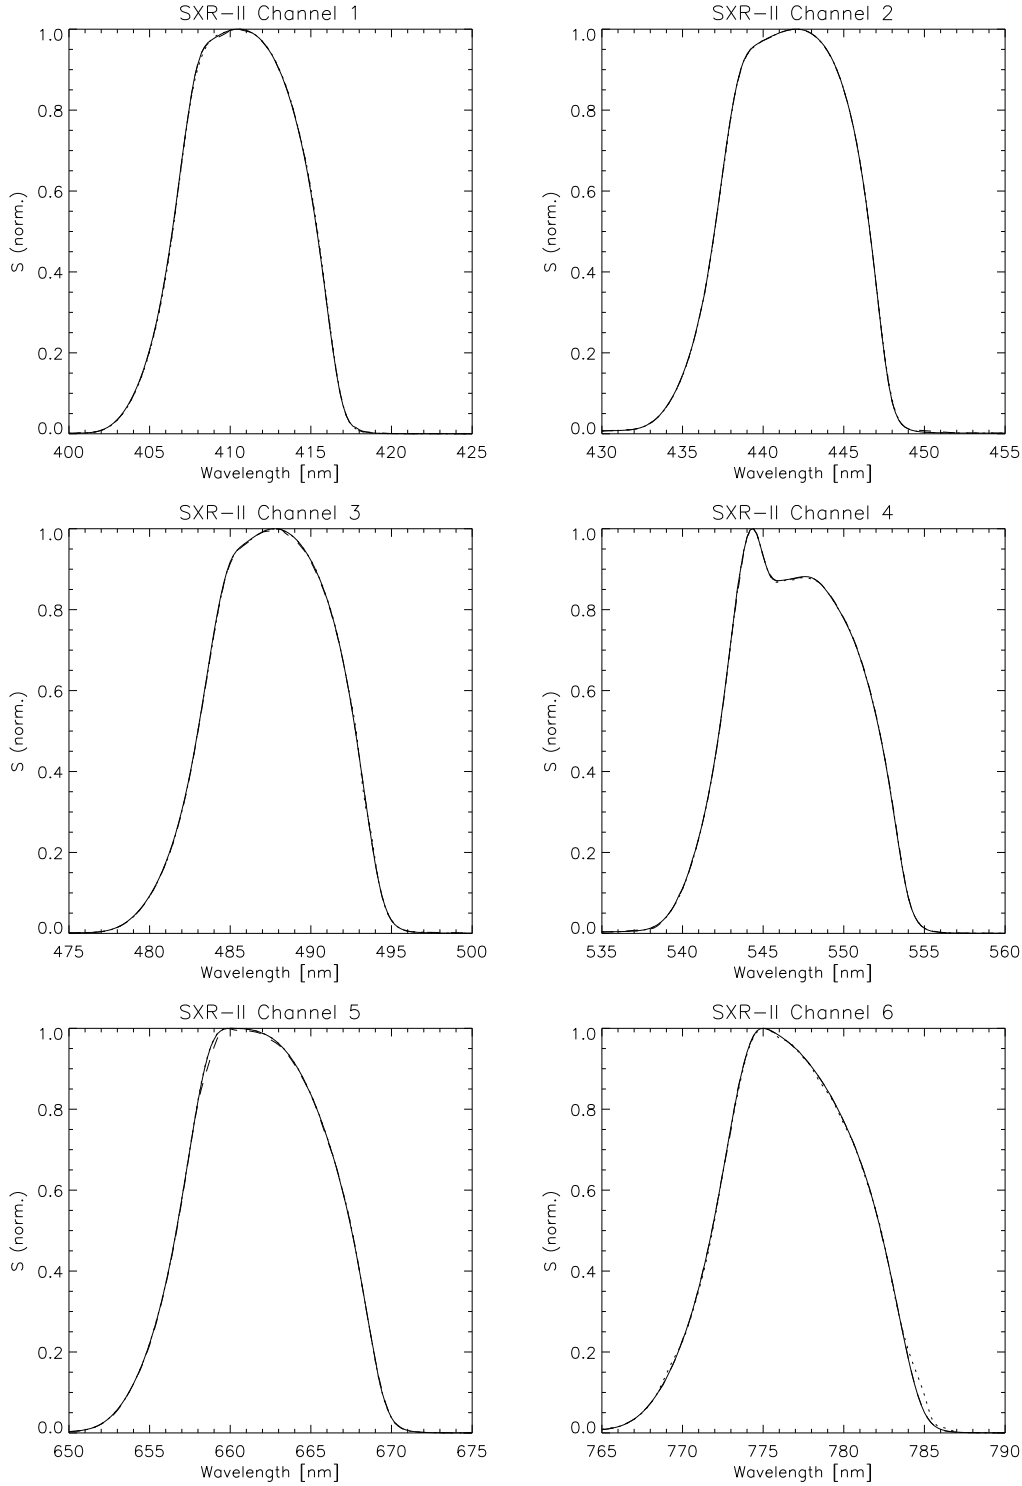 SXR-II Channel 1
1.0
0.8
0.6
0.4
0.2
0.0
S (norm.)
400 405 410 415 420 425
Wavelength [nm]
SXR-II Channel 2
1.0
0.8
0.6
0.4
0.2
0.0
S (norm.)
430 435 440 445 450 455
Wavelength [nm]
SXR-II Channel 3
1.0
0.8
0.6
0.4
0.2
0.0
S (norm.)
475 480 485 490 495 500
Wavelength [nm]
SXR-II Channel 4
1.0
0.8
0.6
0.4
0.2
0.0
S (norm.)
535 540 545 550 555 560
Wavelength [nm]
SXR-II Channel 5
1.0
0.8
0.6
0.4
0.2
0.0
S (norm.)
650 655 660 665 670 675
Wavelength [nm]
SXR-II Channel 6
1.0
0.8
0.6
0.4
0.2
0.0
S (norm.)
765 770 775 780 785 790
Wavelength [nm]